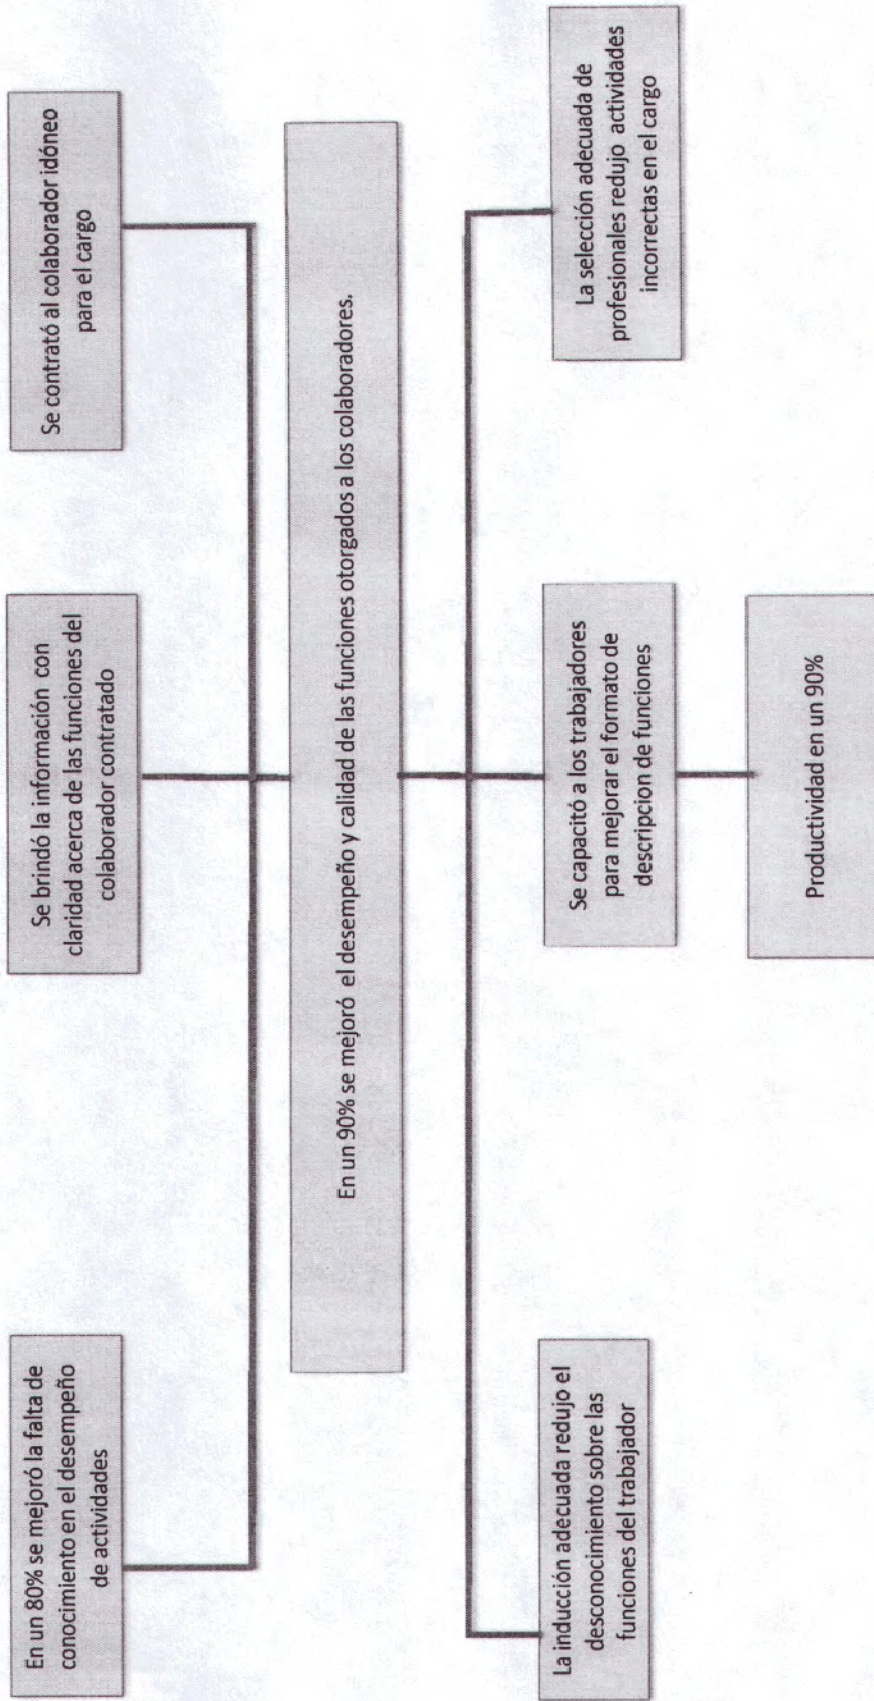 En un 80% se mejoró la falta de
conocimiento en el desempeño
de actividades
Se brindó la información con
claridad acerca de las funciones del
colaborador contratado
Se contrató al colaborador idóneo
para el cargo
En un 90% se mejoró el desempeño y calidad de las funciones otorgados a los colaboradores.
La inducción adecuada redujo el
desconocimiento sobre las
funciones del trabajador
Se capacitó a los trabajadores
para mejorar el formato de
descripcion de funciones
La selección adecuada de
profesionales redujo actividades
incorrectas en el cargo
Productividad en un 90%